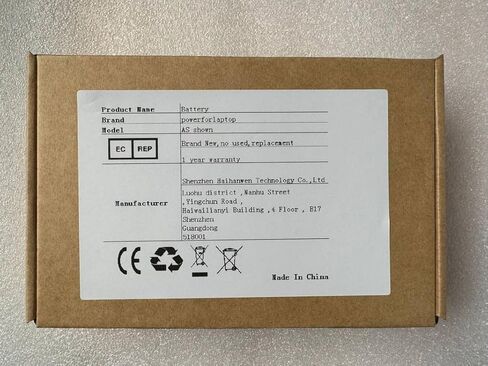 Product Name Battery
Brand powerforlaptop
Model AS shown
EC REP Brand New,no used,replacement
1 year warranty
Manufacturer
Shenzhen Haihanwen Technology Co.,Ltd
Luohu district ,Wanhu Street
,Yingchun Road ,
Haiwailianyi Building ,4 Floor , B17
Shenzhen
Guangdong
518001
CE
Made In China